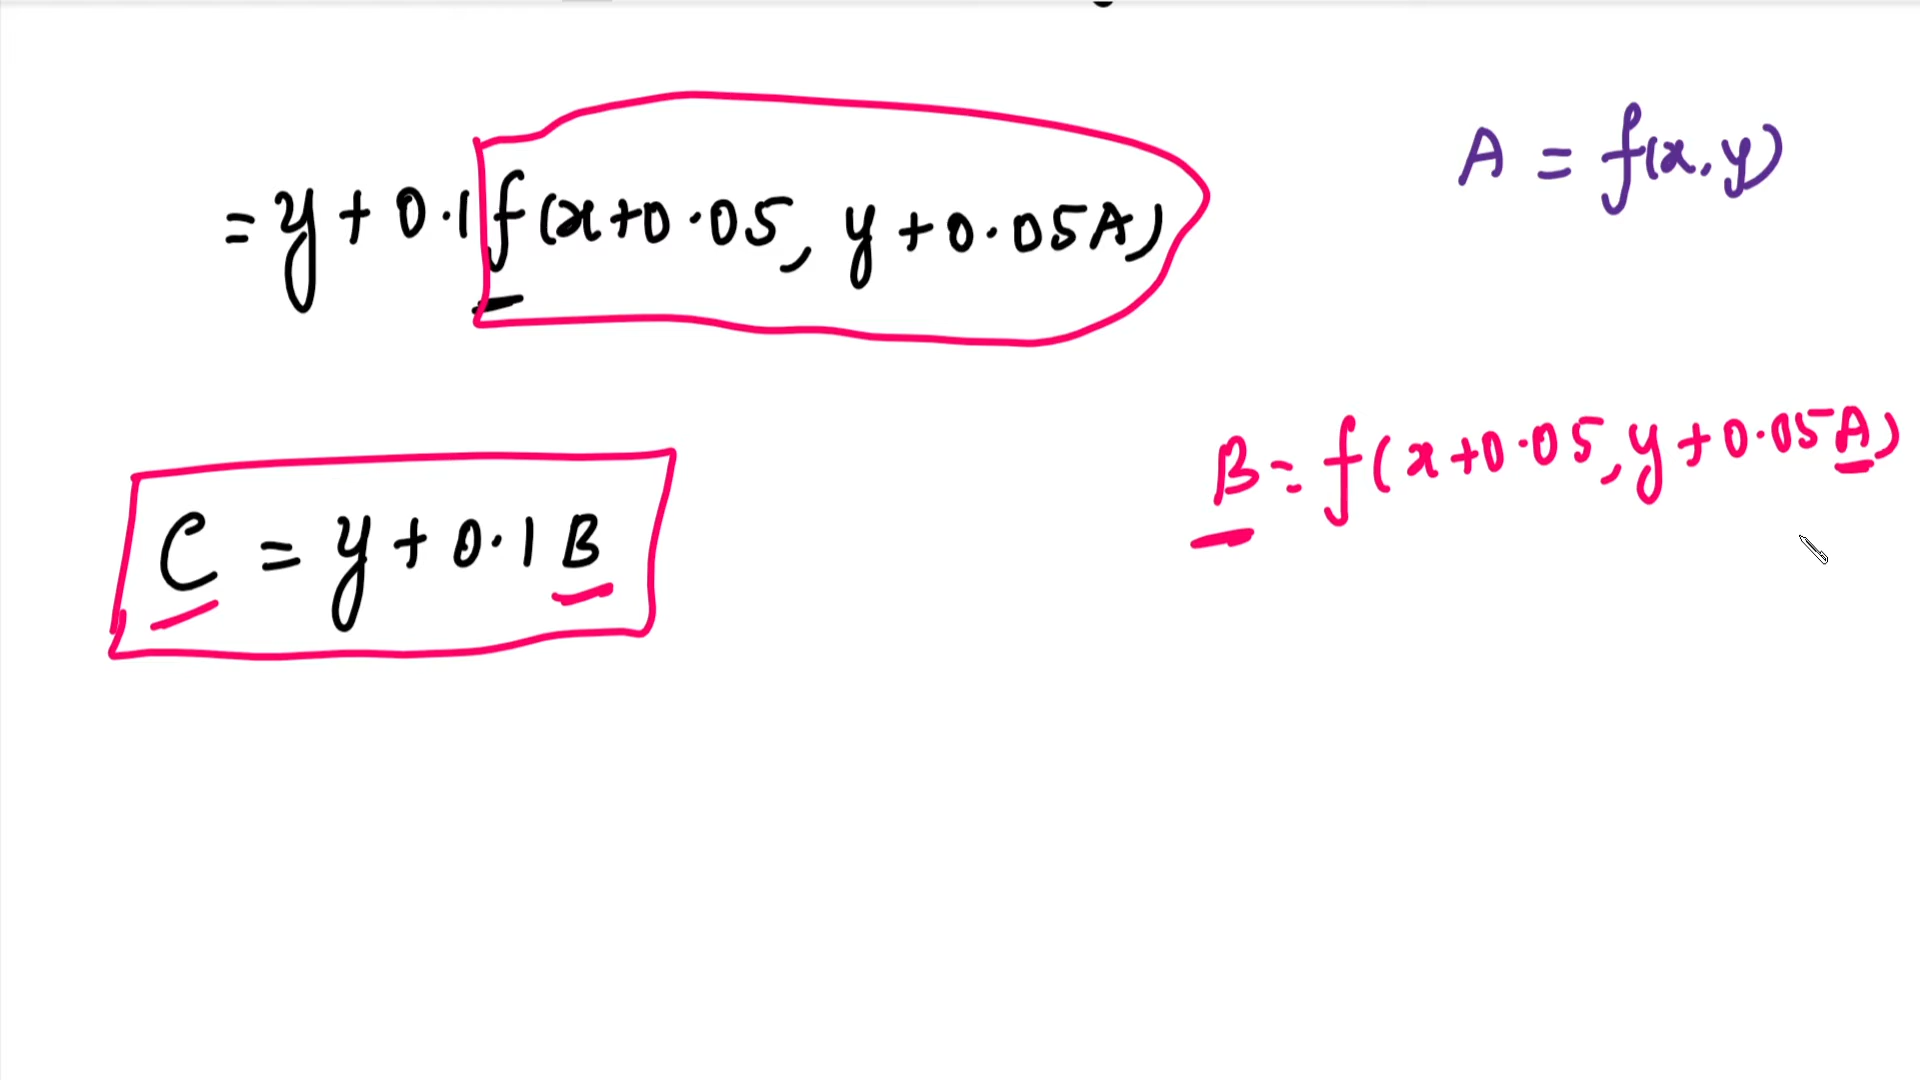 = y + 0.1 f(x+0.05, y+0.05A)
A = f(x,y)
B = f(x+0.05, y+0.05A)
C = y + 0.1 B